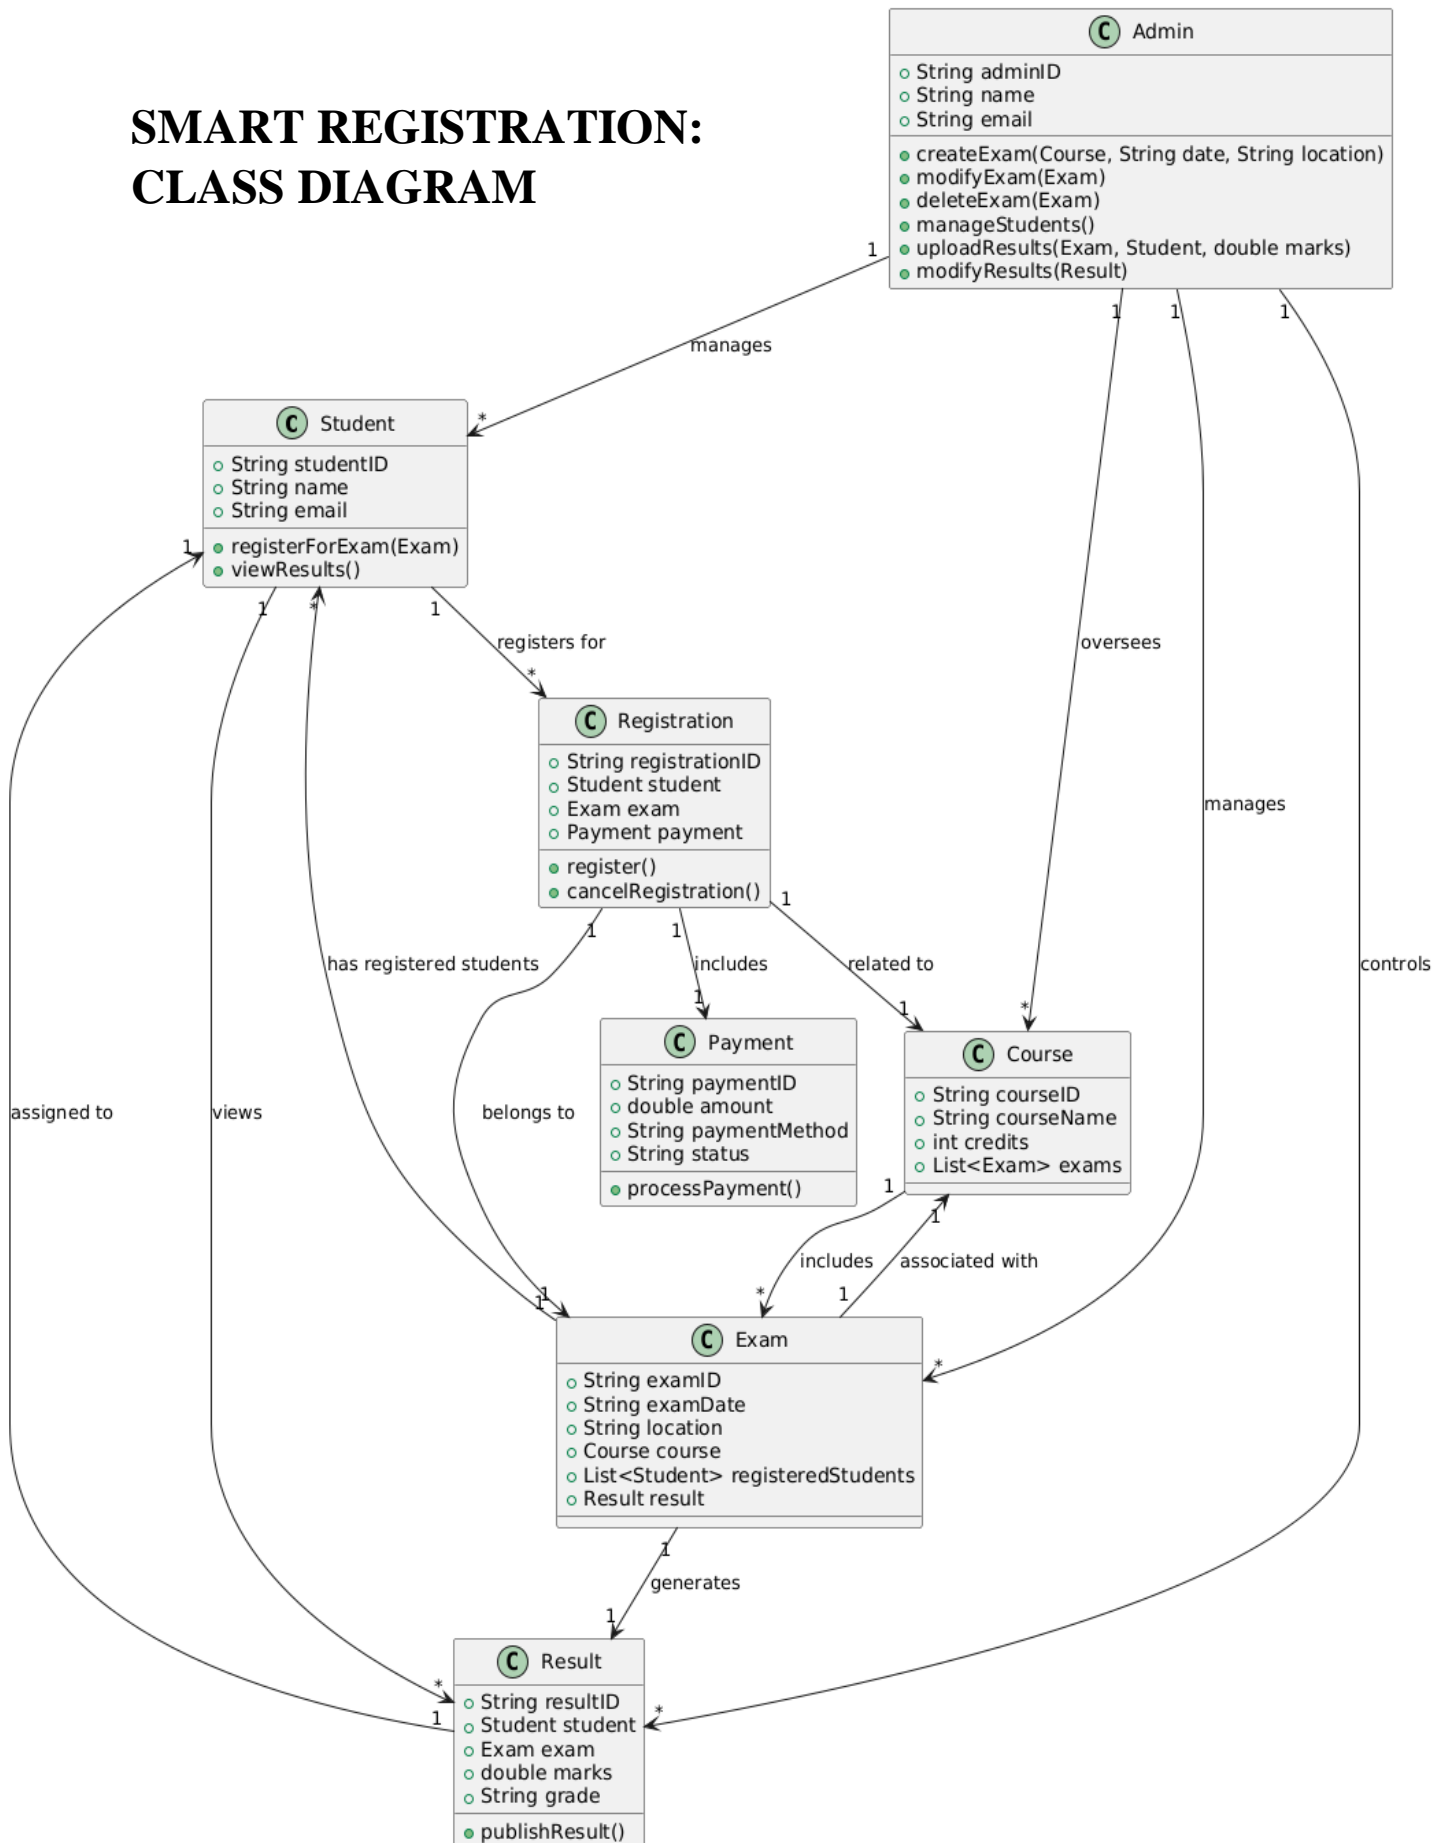 SMART REGISTRATION:
CLASS DIAGRAM
C Admin
String adminID
String name
String email
createExam(Course, String date, String location)
modifyExam(Exam)
deleteExam(Exam)
manageStudents()
uploadResults(Exam, Student, double marks)
modifyResults(Result)
1
1
1
1
manages
*
C Student
String studentID
String name
String email
registerForExam(Exam)
viewResults()
1
1
*
1
registers for
*
oversees
C Registration
String registrationID
Student student
Exam exam
Payment payment
register()
cancelRegistration()
manages
1
1
1
has registered students
includes
related to
controls
1
1
*
C Payment
String paymentID
double amount
String paymentMethod
String status
processPayment()
C Course
String courseID
String courseName
int credits
List<Exam> exams
assigned to
views
belongs to
1
1
includes
associated with
1
1
*
1
C Exam
String examID
String examDate
String location
Course course
List<Student> registeredStudents
Result result
*
1
generates
1
C Result
String resultID
Student student
Exam exam
double marks
String grade
publishResult()
*
1
*